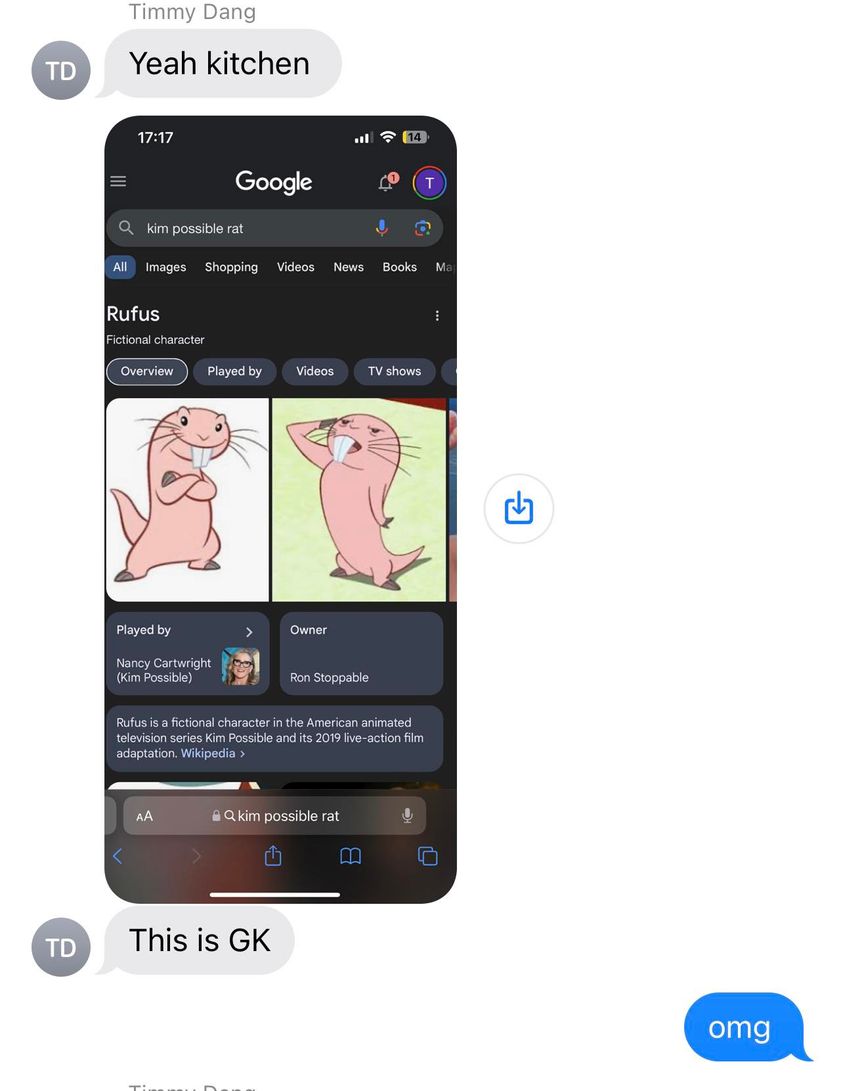 Timmy Dang
TD
Yeah kitchen
17:17
14
Google
1
T
kim possible rat
All Images Shopping Videos News Books Ma
Rufus
Fictional character
Overview Played by Videos TV shows
Played by
Nancy Cartwright
(Kim Possible)
Owner
Ron Stoppable
Rufus is a fictional character in the American animated
television series Kim Possible and its 2019 live-action film
adaptation. Wikipedia >
AA kim possible rat
TD
This is GK
omg
Timmy Dang